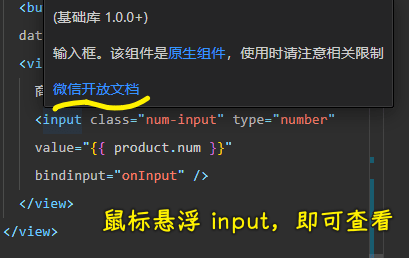 <bu
(基础库 1.0.0+)
dat
输入框。该组件是原生组件，使用时请注意相关限制
<vi
微信开放文档
<input class="num-input" type="number"
value="{{ product.num }}"
bindinput="onInput" />
</view>
鼠标悬浮 input，即可查看
</view>